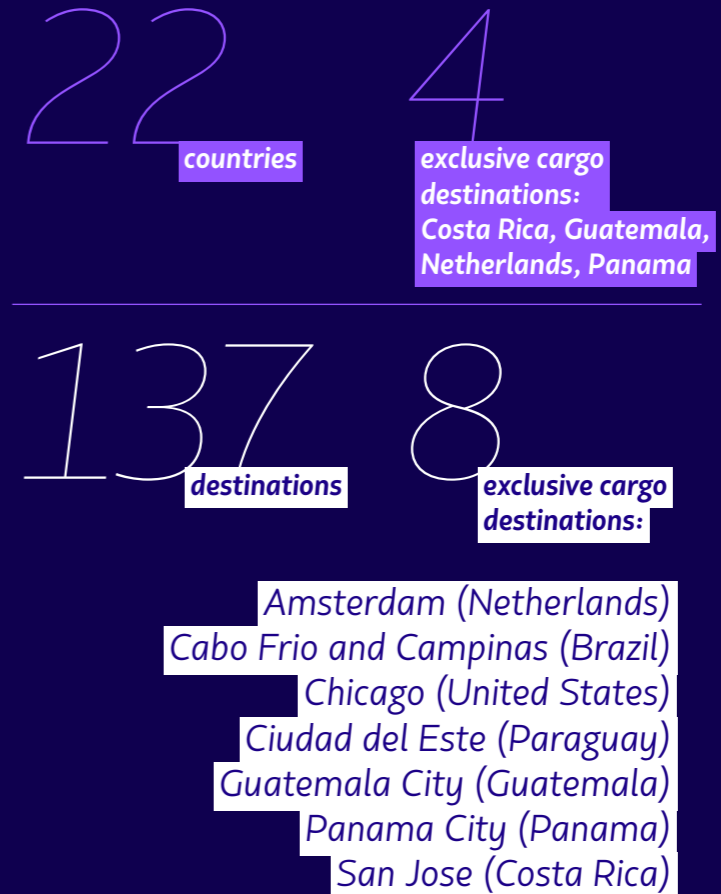 22
countries
4
exclusive cargo
destinations:
Costa Rica, Guatemala,
Netherlands, Panama
137
destinations
8
exclusive cargo
destinations:
Amsterdam (Netherlands)
Cabo Frio and Campinas (Brazil)
Chicago (United States)
Ciudad del Este (Paraguay)
Guatemala City (Guatemala)
Panama City (Panama)
San Jose (Costa Rica)